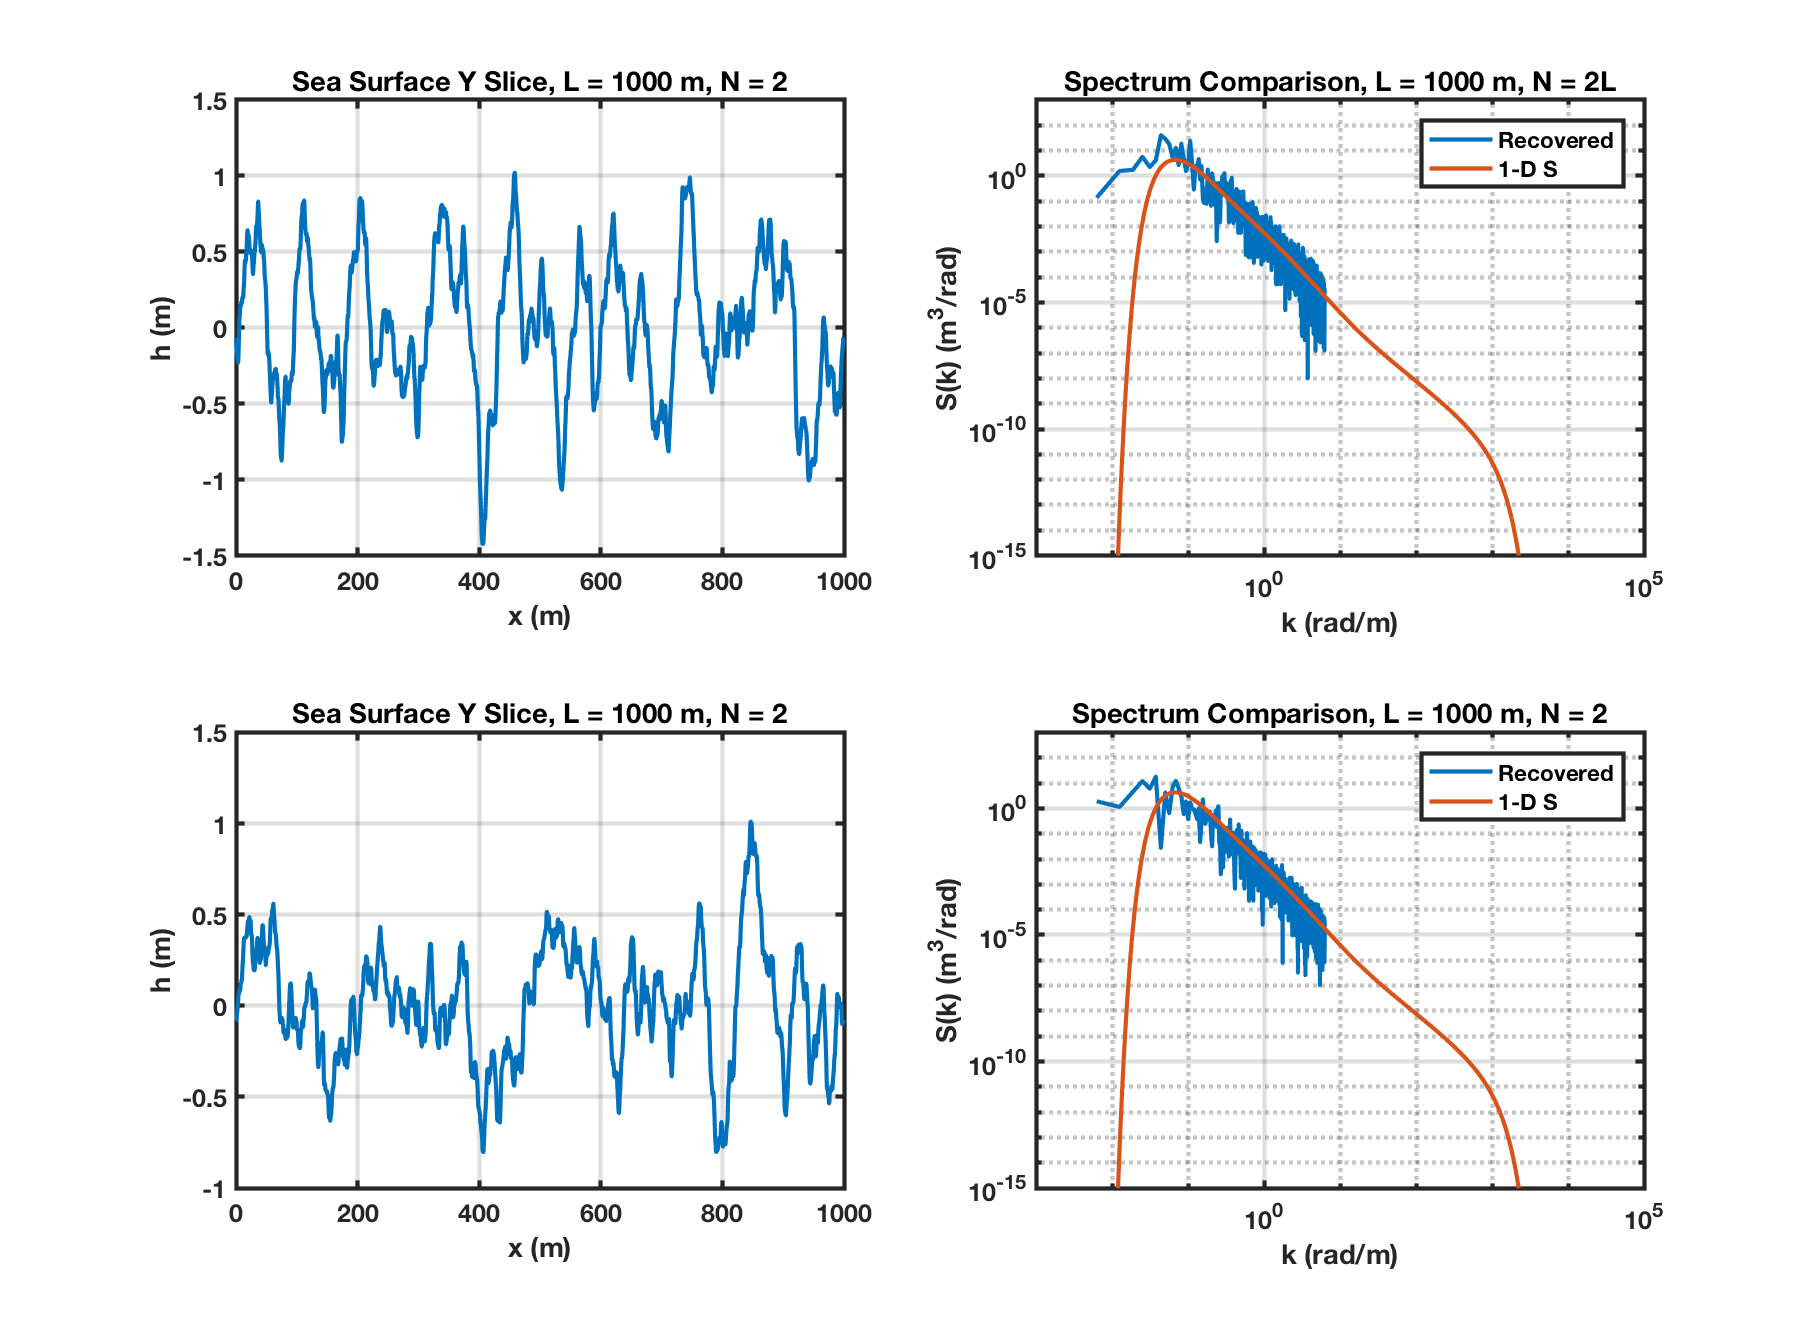 Sea Surface Y Slice, L = 1000 m, N = 2
1.5
1
0.5
0
-0.5
-1
-1.5
h (m)
0 200 400 600 800 1000
x (m)
Spectrum Comparison, L = 1000 m, N = 2L
Recovered
1-D S
10^0
10^-5
10^-10
10^-15
S(k) (m^3/rad)
10^0 10^5
k (rad/m)
Sea Surface Y Slice, L = 1000 m, N = 2
1.5
1
0.5
0
-0.5
-1
h (m)
0 200 400 600 800 1000
x (m)
Spectrum Comparison, L = 1000 m, N = 2
Recovered
1-D S
10^0
10^-5
10^-10
10^-15
S(k) (m^3/rad)
10^0 10^5
k (rad/m)